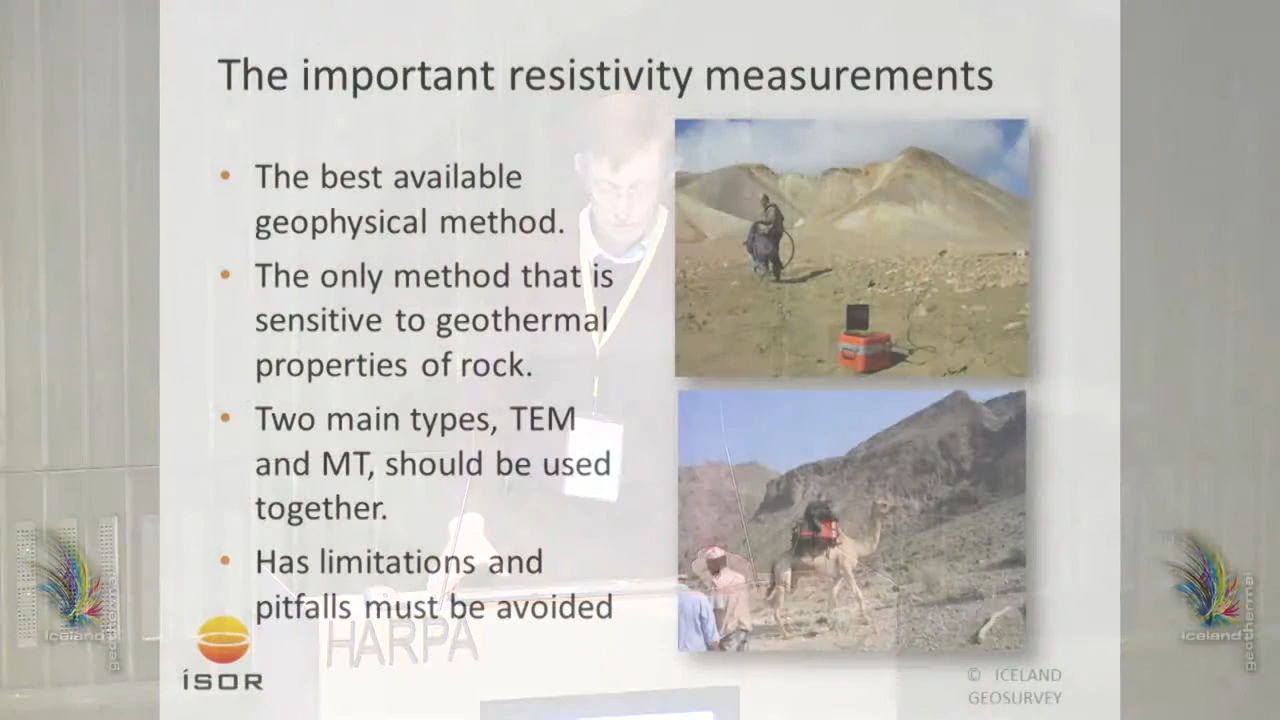 The important resistivity measurements
• The best available
geophysical method.
• The only method that is
sensitive to geothermal
properties of rock.
• Two main types, TEM
and MT, should be used
together.
• Has limitations and
pitfalls must be avoided
HARPA
ÍSOR
© ICELAND
GEOSURVEY
Iceland
geothermal
Iceland
geothermal